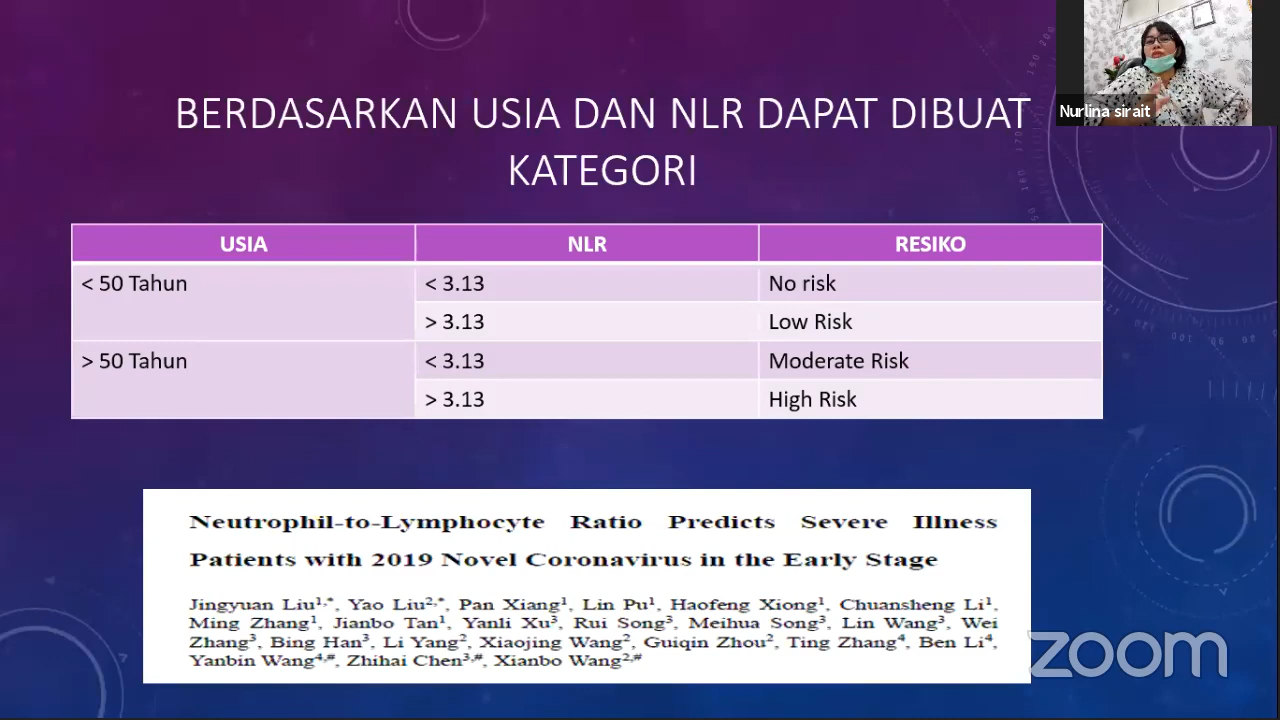 BERDASARKAN USIA DAN NLR DAPAT DIBUAT
KATEGORI
Nurlina sirait
USIA NLR RESIKO
< 50 Tahun < 3.13 No risk
> 3.13 Low Risk
> 50 Tahun < 3.13 Moderate Risk
> 3.13 High Risk
Neutrophil-to-Lymphocyte Ratio Predicts Severe Illness
Patients with 2019 Novel Coronavirus in the Early Stage
Jingyuan Liu1,*, Yao Liu2,*, Pan Xiang1, Lin Pu1, Haofeng Xiong1, Chuansheng Li1,
Ming Zhang1, Jianbo Tan1, Yanli Xu3, Rui Song3, Meihua Song3, Lin Wang3, Wei
Zhang3, Bing Han3, Li Yang2, Xiaojing Wang2, Guiqin Zhou2, Ting Zhang4, Ben Li4,
Yanbin Wang4,#, Zhihai Chen3,#, Xianbo Wang2,#
zoom